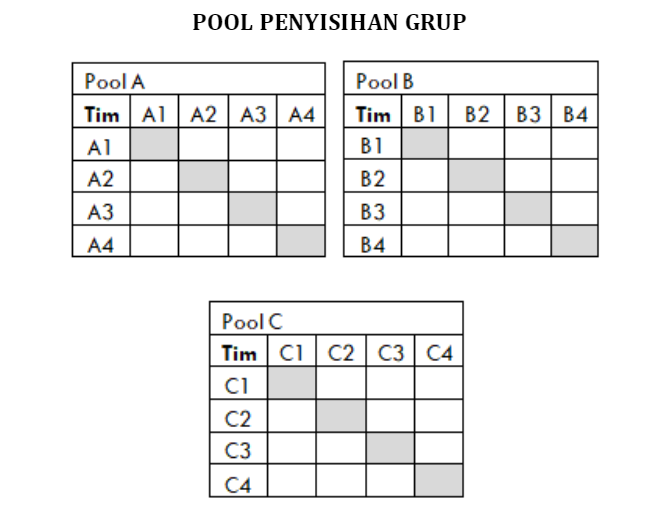 POOL PENYISIHAN GRUP
Pool A
Tim A1 A2 A3 A4
A1
A2
A3
A4
Pool B
Tim B1 B2 B3 B4
B1
B2
B3
B4
Pool C
Tim C1 C2 C3 C4
C1
C2
C3
C4